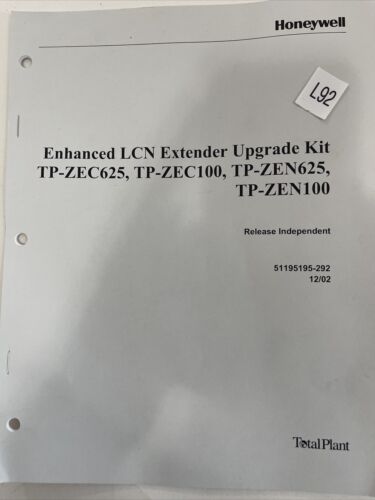 Honeywell
L92
Enhanced LCN Extender Upgrade Kit
TP-ZEC625, TP-ZEC100, TP-ZEN625,
TP-ZEN100
Release Independent
51195195-292
12/02
TotalPlant